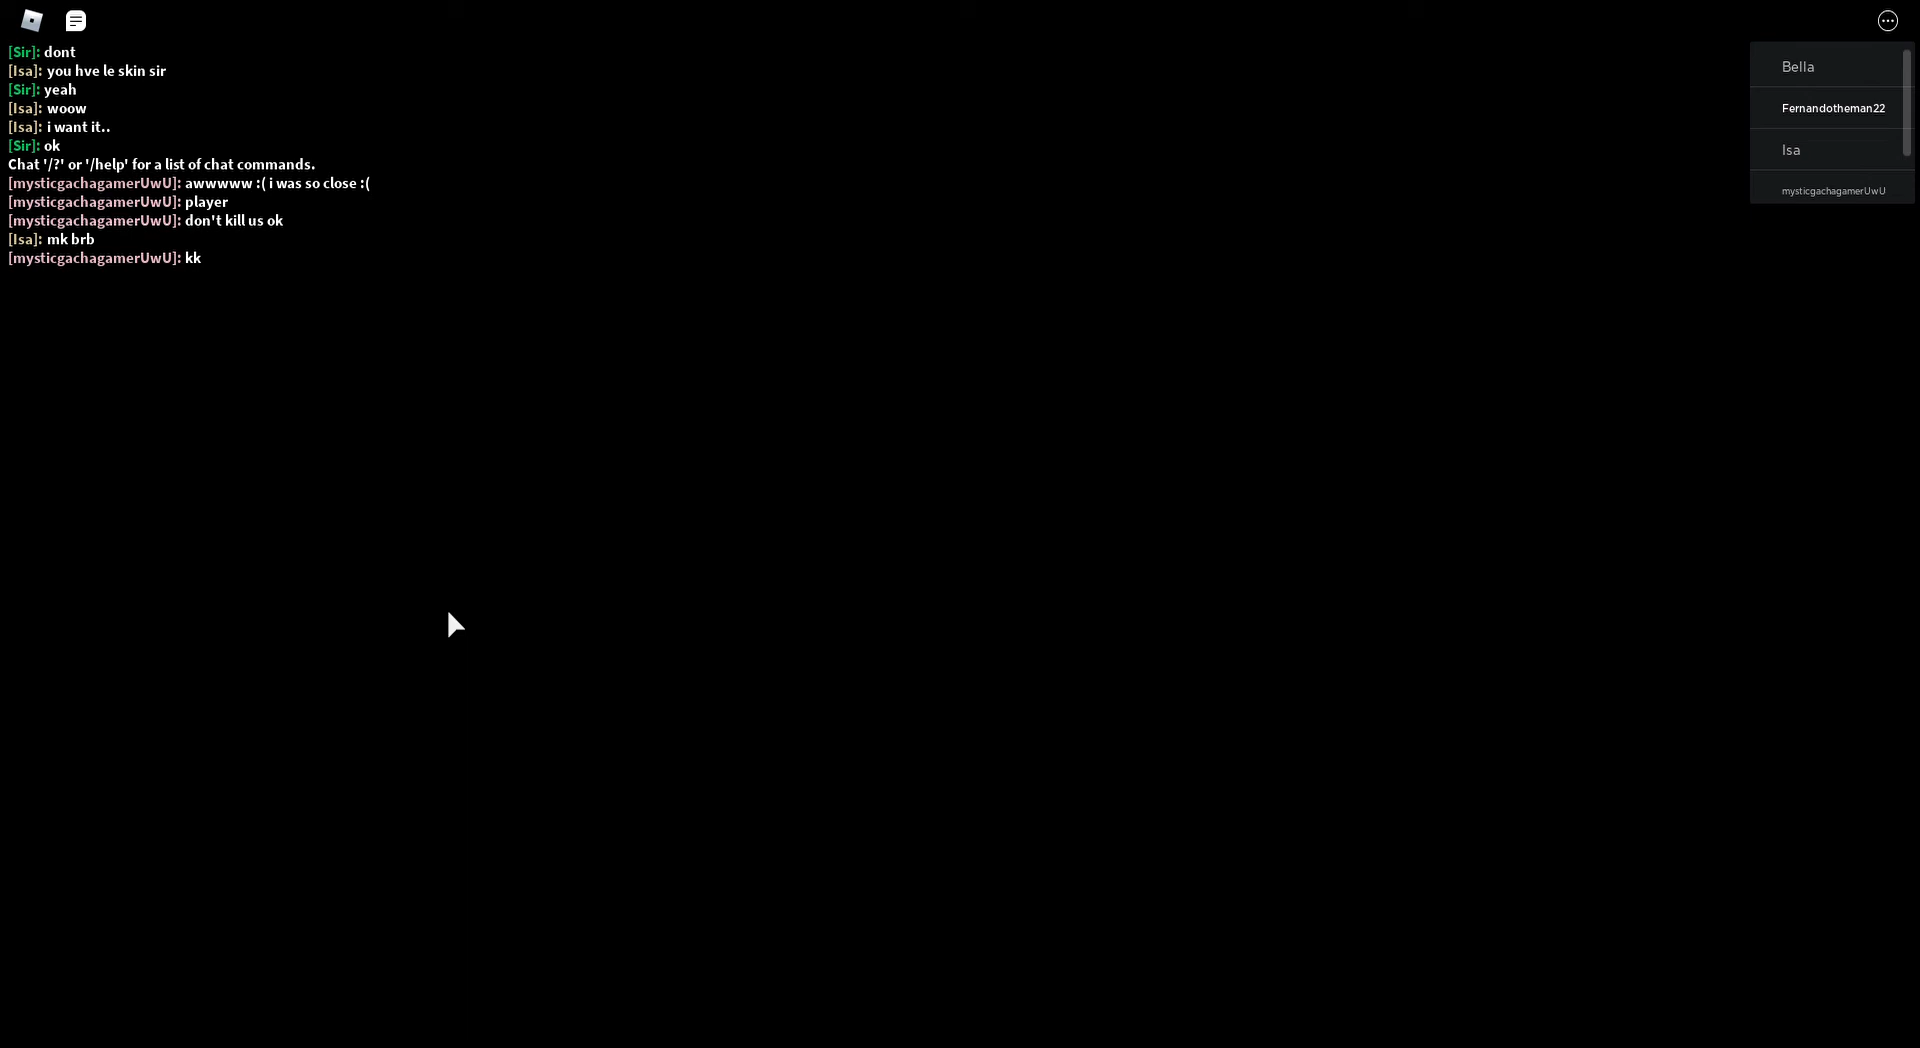 [Sir]: dont
[Isa]: you hve le skin sir
[Sir]: yeah
[Isa]: woow
[Isa]: i want it..
[Sir]: ok
Chat '/?' or '/help' for a list of chat commands.
[mysticgachagamerUwU]: awwwww :( i was so close :(
[mysticgachagamerUwU]: player
[mysticgachagamerUwU]: don't kill us ok
[Isa]: mk brb
[mysticgachagamerUwU]: kk
Bella
Fernandotheman22
Isa
mysticgachagamerUwU